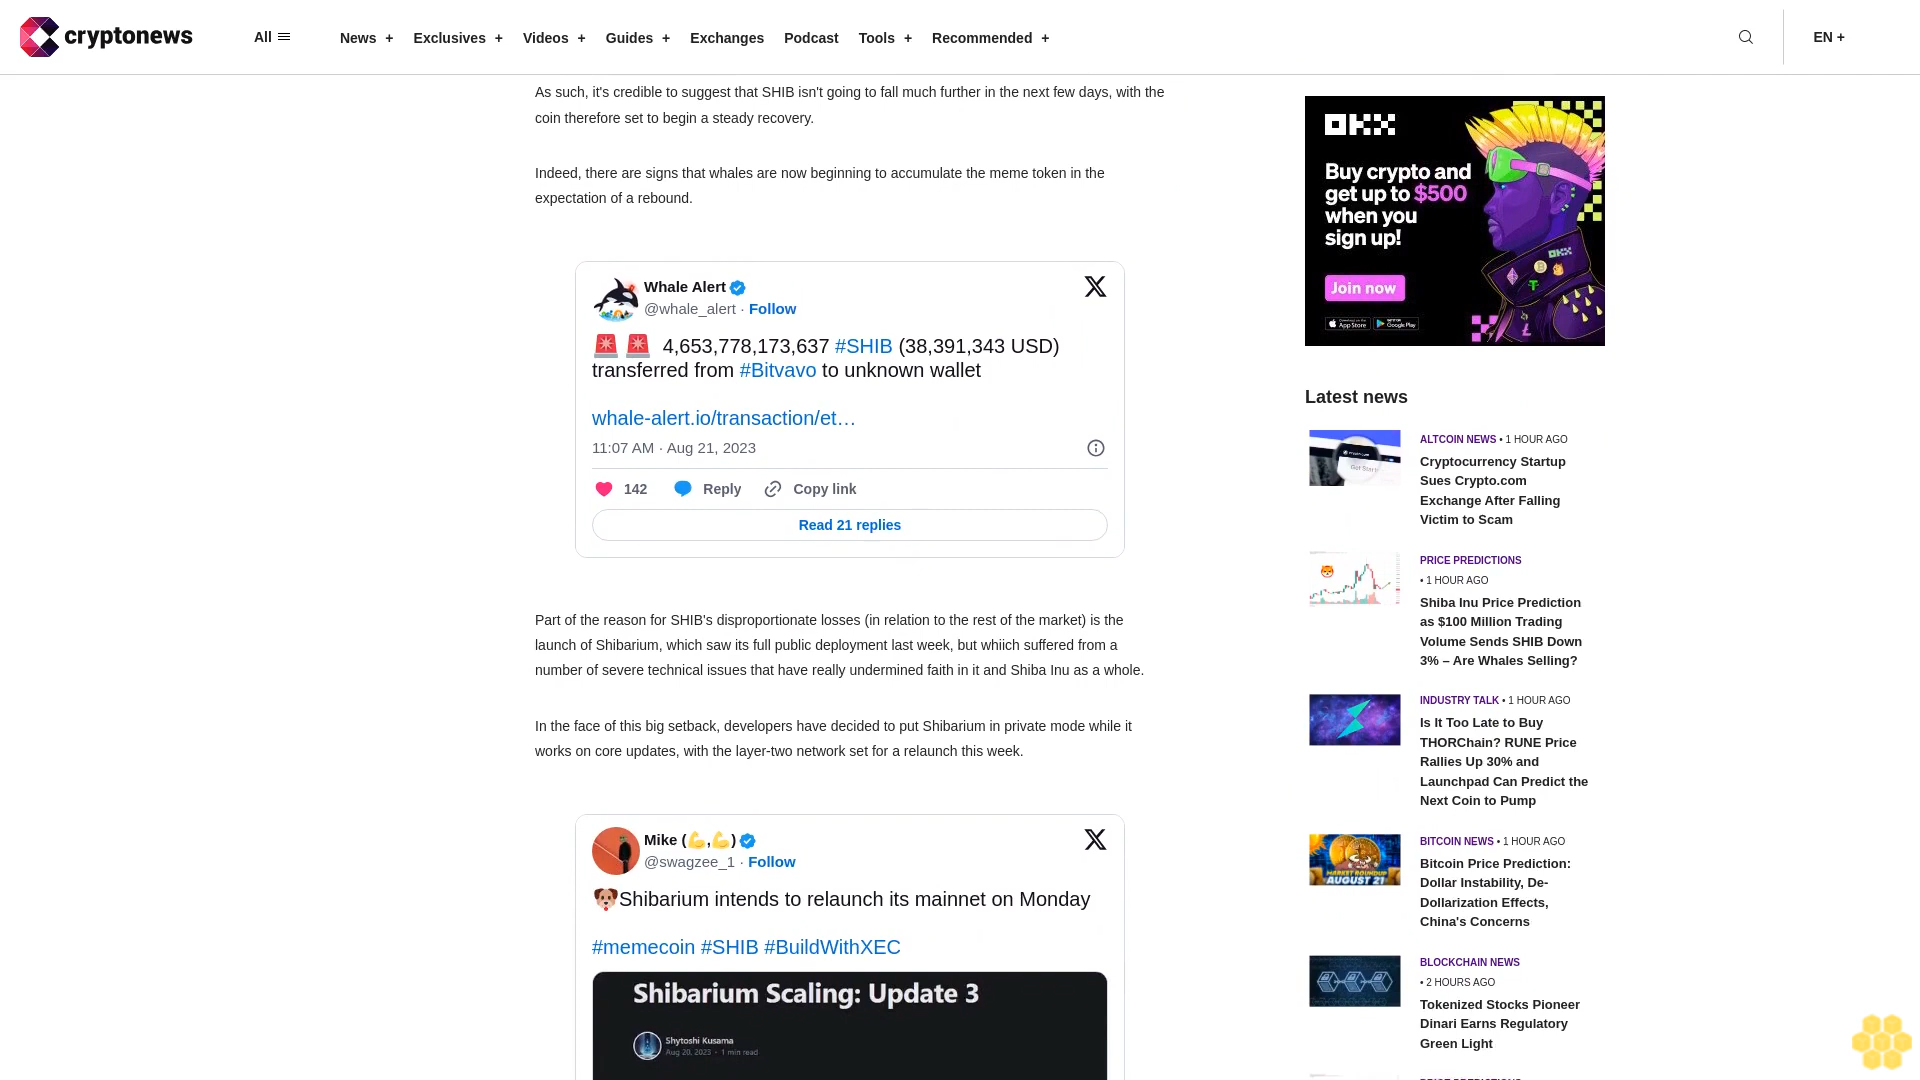 cryptonews
All
News +
Exclusives +
Videos +
Guides +
Exchanges
Podcast
Tools +
Recommended +
EN +
As such, it's credible to suggest that SHIB isn't going to fall much further in the next few days, with the
coin therefore set to begin a steady recovery.
Indeed, there are signs that whales are now beginning to accumulate the meme token in the
expectation of a rebound.
Whale Alert
@whale_alert · Follow
🚨 🚨 4,653,778,173,637 #SHIB (38,391,343 USD)
transferred from #Bitvavo to unknown wallet
whale-alert.io/transaction/et…
11:07 AM · Aug 21, 2023
142 Reply Copy link
Read 21 replies
Part of the reason for SHIB's disproportionate losses (in relation to the rest of the market) is the
launch of Shibarium, which saw its full public deployment last week, but whiich suffered from a
number of severe technical issues that have really undermined faith in it and Shiba Inu as a whole.
In the face of this big setback, developers have decided to put Shibarium in private mode while it
works on core updates, with the layer-two network set for a relaunch this week.
Mike (💪,💪)
@swagzee_1 · Follow
🐶Shibarium intends to relaunch its mainnet on Monday
#memecoin #SHIB #BuildWithXEC
Shibarium Scaling: Update 3
Shytoshi Kusama
Aug 20, 2023 · 1 min read
OKX
Buy crypto and
get up to $500
when you
sign up!
Join now
Download on the
App Store
GET IT ON
Google Play
OKX
Latest news
ALTCOIN NEWS • 1 HOUR AGO
Cryptocurrency Startup
Sues Crypto.com
Exchange After Falling
Victim to Scam
PRICE PREDICTIONS
• 1 HOUR AGO
Shiba Inu Price Prediction
as $100 Million Trading
Volume Sends SHIB Down
3% – Are Whales Selling?
INDUSTRY TALK • 1 HOUR AGO
Is It Too Late to Buy
THORChain? RUNE Price
Rallies Up 30% and
Launchpad Can Predict the
Next Coin to Pump
MARKET ROUNDUP
AUGUST 21
BITCOIN NEWS • 1 HOUR AGO
Bitcoin Price Prediction:
Dollar Instability, De-
Dollarization Effects,
China's Concerns
BLOCKCHAIN NEWS
• 2 HOURS AGO
Tokenized Stocks Pioneer
Dinari Earns Regulatory
Green Light